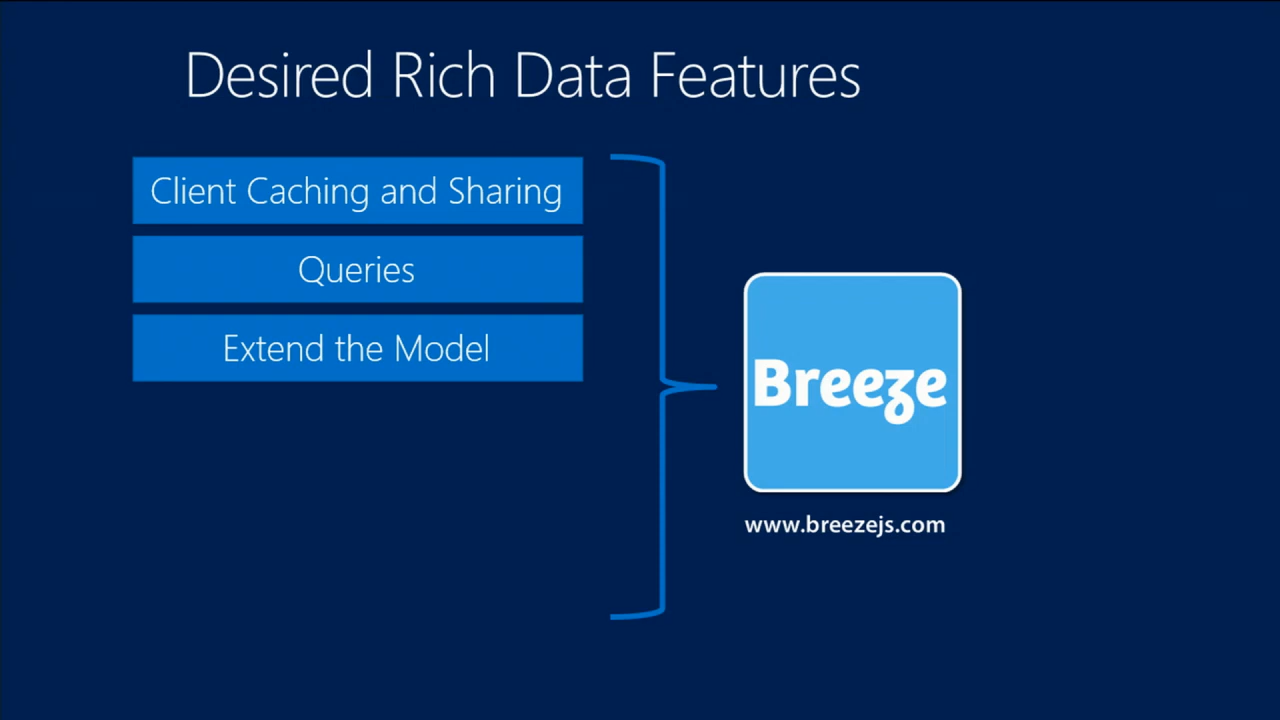 Desired Rich Data Features
Client Caching and Sharing
Queries
Extend the Model
Breeze
www.breezejs.com